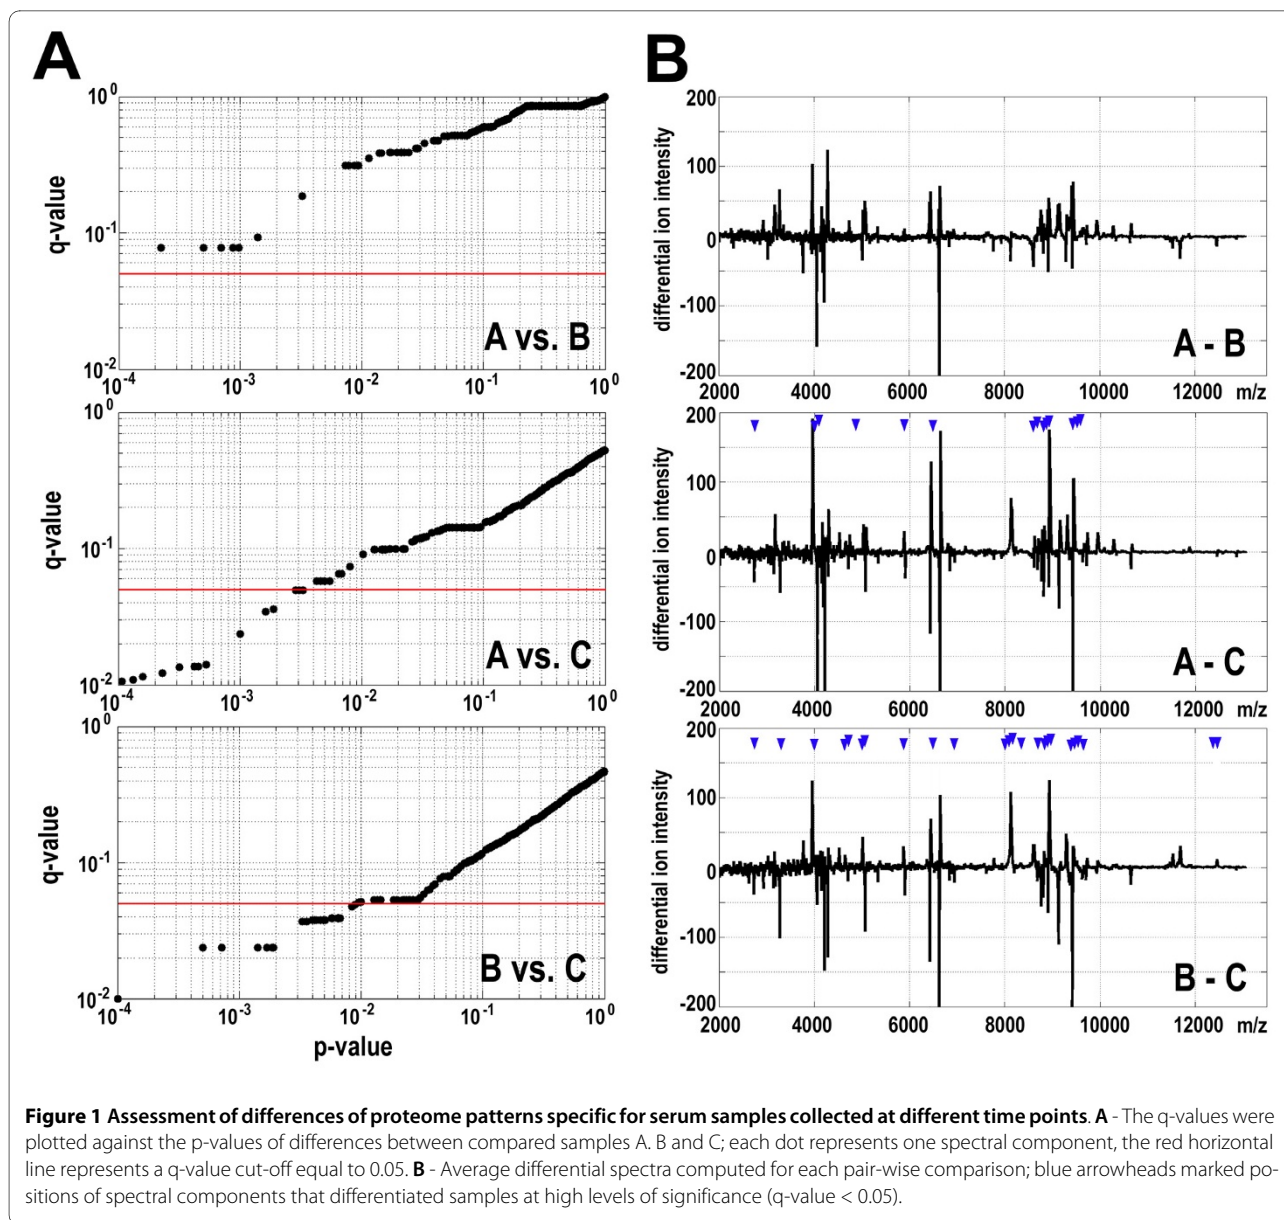 A
B
10⁰
q-value
10⁻¹
10⁻²
A vs. B
10⁻⁴ 10⁻³ 10⁻² 10⁻¹ 10⁰
10⁰
q-value
10⁻¹
10⁻²
A vs. C
10⁻⁴ 10⁻³ 10⁻² 10⁻¹ 10⁰
10⁰
q-value
10⁻¹
10⁻²
B vs. C
10⁻⁴ 10⁻³ 10⁻² 10⁻¹ 10⁰
p-value
200
100
0
-100
-200
differential ion intensity
A - B
2000 4000 6000 8000 10000 12000 m/z
200
100
0
-100
-200
differential ion intensity
A - C
2000 4000 6000 8000 10000 12000 m/z
200
100
0
-100
-200
differential ion intensity
B - C
2000 4000 6000 8000 10000 12000 m/z
Figure 1 Assessment of differences of proteome patterns specific for serum samples collected at different time points. A - The q-values were
plotted against the p-values of differences between compared samples A. B and C; each dot represents one spectral component, the red horizontal
line represents a q-value cut-off equal to 0.05. B - Average differential spectra computed for each pair-wise comparison; blue arrowheads marked po-
sitions of spectral components that differentiated samples at high levels of significance (q-value < 0.05).